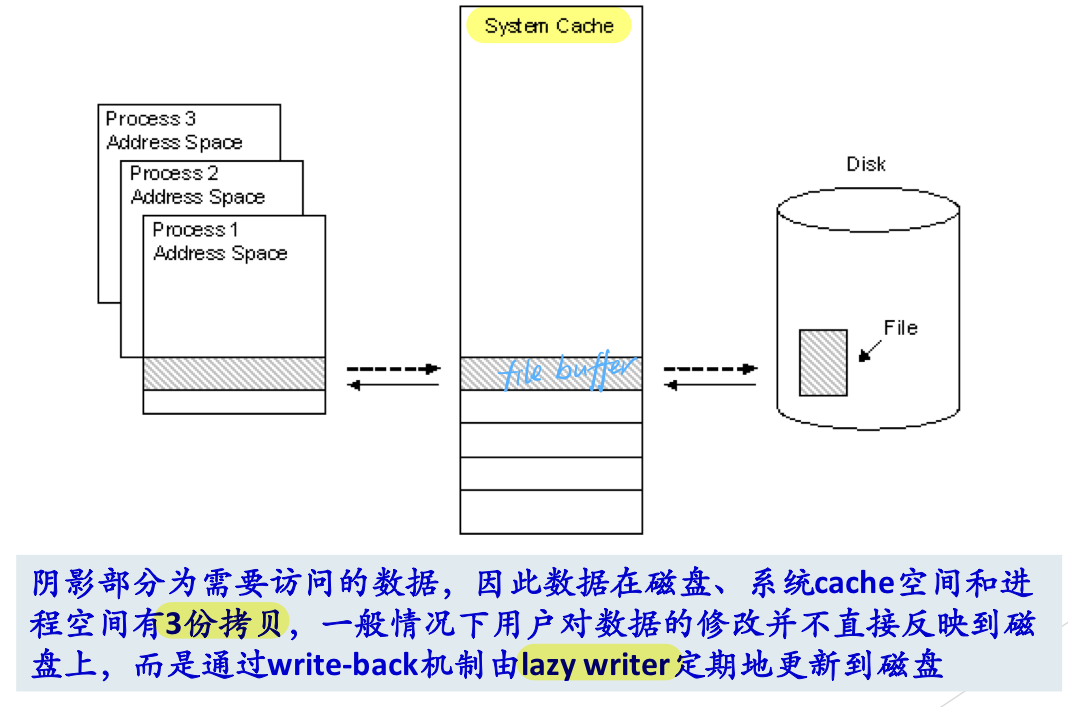 System Cache
Process 3
Address Space
Process 2
Address Space
Process 1
Address Space
Disk
File
file buffer
阴影部分为需要访问的数据，因此数据在磁盘、系统cache空间和进
程空间有3份拷贝，一般情况下用户对数据的修改并不直接反映到磁
盘上，而是通过write-back机制由lazy writer定期地更新到磁盘